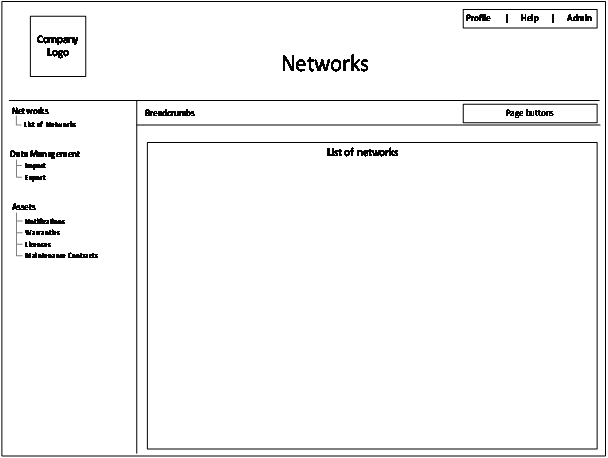 Company
Logo
Profile | Help | Admin
Networks
Networks
List of Networks
Data Management
Import
Export
Assets
Notifications
Warranties
Licenses
Maintenance Contracts
Breadcrumbs
Page buttons
List of networks